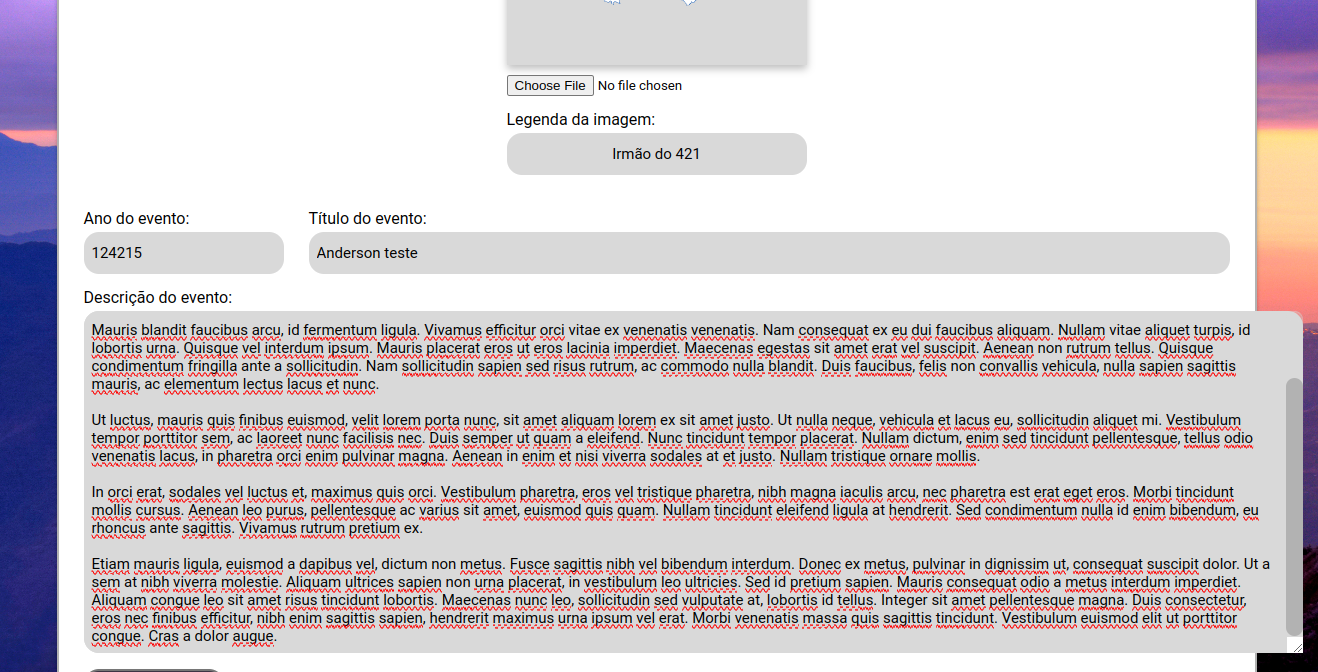 Choose File No file chosen
Legenda da imagem:
Irmão do 421
Ano do evento: Título do evento:
124215 Anderson teste
Descrição do evento:
Mauris blandit faucibus arcu, id fermentum ligula. Vivamus efficitur orci vitae ex venenatis venenatis. Nam consequat ex eu dui faucibus aliquam. Nullam vitae aliquet turpis, id
lobortis urna. Quisque vel interdum ipsum. Mauris placerat eros ut eros lacinia imperdiet. Maecenas egestas sit amet erat vel suscipit. Aenean non rutrum tellus. Quisque
condimentum fringilla ante a sollicitudin. Nam sollicitudin sapien sed risus rutrum, ac commodo nulla blandit. Duis faucibus, felis non convallis vehicula, nulla sapien sagittis
mauris, ac elementum lectus lacus et nunc.
Ut luctus, mauris quis finibus euismod, velit lorem porta nunc, sit amet aliquam lorem ex sit amet justo. Ut nulla neque, vehicula et lacus eu, sollicitudin aliquet mi. Vestibulum
tempor porttitor sem, ac laoreet nunc facilisis nec. Duis semper ut quam a eleifend. Nunc tincidunt tempor placerat. Nullam dictum, enim sed tincidunt pellentesque, tellus odio
venenatis lacus, in pharetra orci enim pulvinar magna. Aenean in enim et nisi viverra sodales at et justo. Nullam tristique ornare mollis.
In orci erat, sodales vel luctus et, maximus quis orci. Vestibulum pharetra, eros vel tristique pharetra, nibh magna iaculis arcu, nec pharetra est erat eget eros. Morbi tincidunt
mollis cursus. Aenean leo purus, pellentesque ac varius sit amet, euismod quis quam. Nullam tincidunt eleifend ligula at hendrerit. Sed condimentum nulla id enim bibendum, eu
rhoncus ante sagittis. Vivamus rutrum pretium ex.
Etiam mauris ligula, euismod a dapibus vel, dictum non metus. Fusce sagittis nibh vel bibendum interdum. Donec ex metus, pulvinar in dignissim ut, consequat suscipit dolor. Ut a
sem at nibh viverra molestie. Aliquam ultrices sapien non urna placerat, in vestibulum leo ultricies. Sed id pretium sapien. Mauris consequat odio a metus interdum imperdiet.
Aliquam congue leo sit amet risus tincidunt lobortis. Maecenas nunc leo, sollicitudin sed vulputate at, lobortis id tellus. Integer sit amet pellentesque magna. Duis consectetur,
eros nec finibus efficitur, nibh enim sagittis sapien, hendrerit maximus urna ipsum vel erat. Morbi venenatis massa quis sagittis tincidunt. Vestibulum euismod elit ut porttitor
congue. Cras a dolor augue.